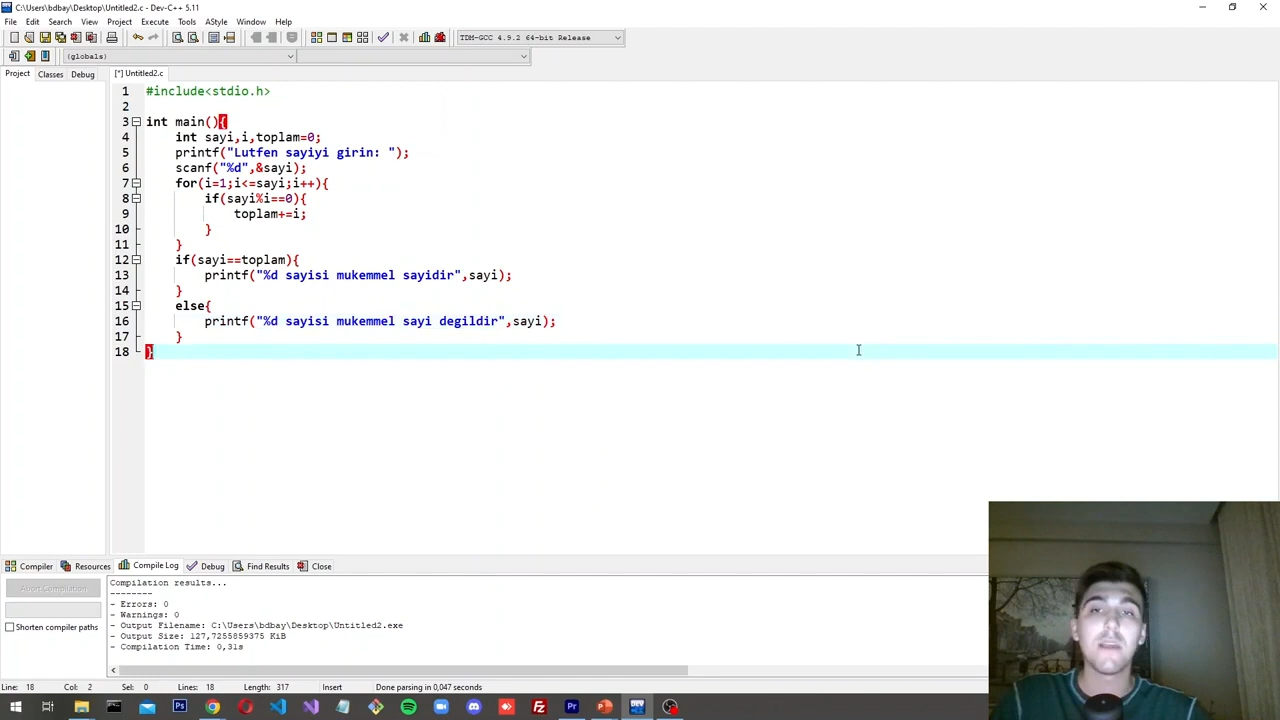 C:\Users\bdbay\Desktop\Untitled2.c - Dev-C++ 5.11
File Edit Search View Project Execute Tools AStyle Window Help
TDM-GCC 4.9.2 64-bit Release
(globals)
Project Classes Debug [*] Untitled2.c
1 #include<stdio.h>
2
3 int main(){
4 int sayi,i,toplam=0;
5 printf("Lutfen sayiyi girin: ");
6 scanf("%d",&sayi);
7 for(i=1;i<=sayi;i++){
8 if(sayi%i==0){
9 toplam+=i;
10 }
11 }
12 if(sayi==toplam){
13 printf("%d sayisi mukemmel sayidir",sayi);
14 }
15 else{
16 printf("%d sayisi mukemmel sayi degildir",sayi);
17 }
18 }
Compiler Resources Compile Log Debug Find Results Close
Abort Compilation
Shorten compiler paths
Compilation results...
--------
- Errors: 0
- Warnings: 0
- Output Filename: C:\Users\bdbay\Desktop\Untitled2.exe
- Output Size: 127,7255859375 KiB
- Compilation Time: 0,31s
Line: 18 Col: 2 Sel: 0 Lines: 18 Length: 317 Insert Done parsing in 0,047 seconds